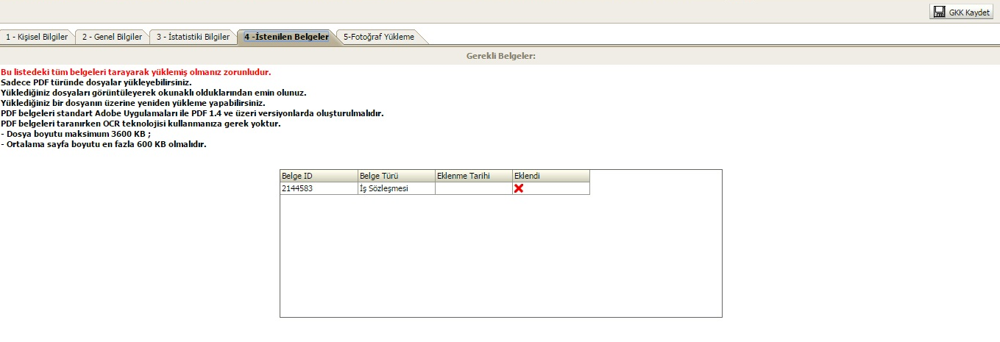 GKK Kaydet
1 - Kişisel Bilgiler
2 - Genel Bilgiler
3 - İstatistiki Bilgiler
4 -İstenilen Belgeler
5-Fotoğraf Yükleme
Gerekli Belgeler:
Bu listedeki tüm belgeleri tarayarak yüklemiş olmanız zorunludur.
Sadece PDF türünde dosyalar yükleyebilirsiniz.
Yüklediğiniz dosyaları görüntüleyerek okunaklı olduklarından emin olunuz.
Yüklediğiniz bir dosyanın üzerine yeniden yükleme yapabilirsiniz.
PDF belgeleri standart Adobe Uygulamaları ile PDF 1.4 ve üzeri versiyonlarda oluşturulmalıdır.
PDF belgeleri taranırken OCR teknolojisi kullanmanıza gerek yoktur.
- Dosya boyutu maksimum 3600 KB ;
- Ortalama sayfa boyutu en fazla 600 KB olmalıdır.
Belge ID Belge Türü Eklenme Tarihi Eklendi
2144583 İş Sözleşmesi